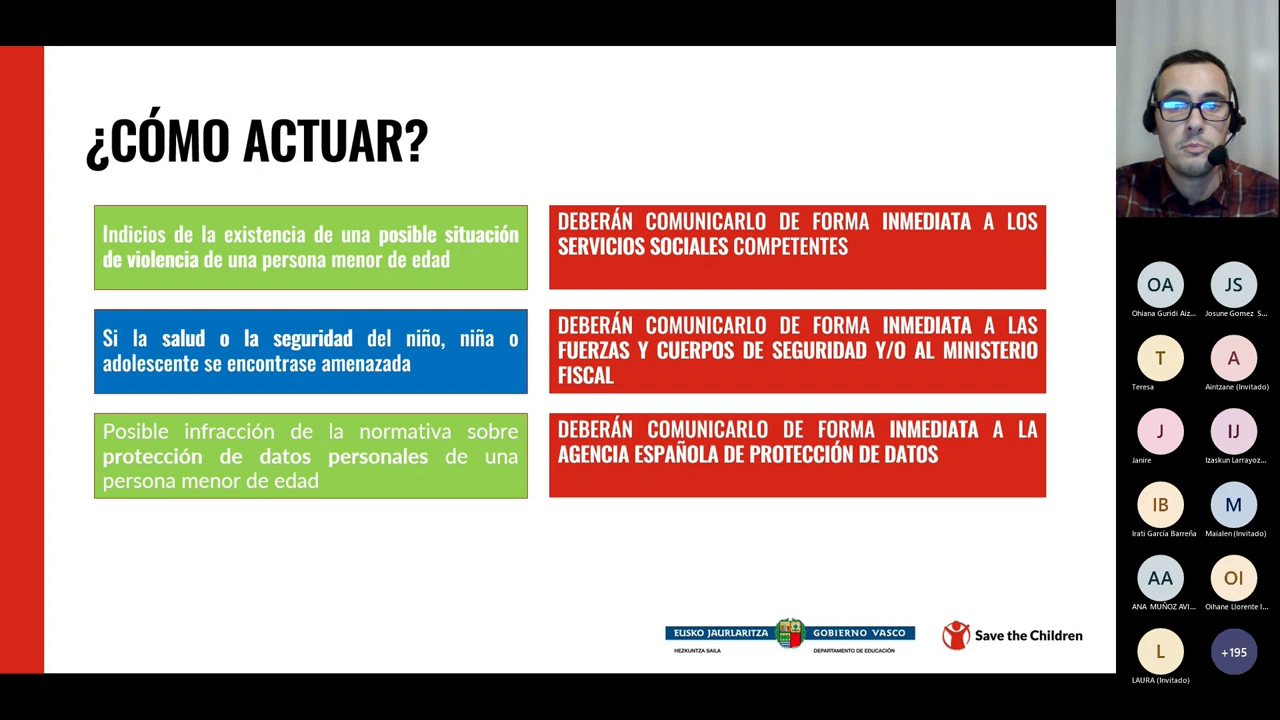 ¿CÓMO ACTUAR?
Indicios de la existencia de una posible situación
de violencia de una persona menor de edad
DEBERÁN COMUNICARLO DE FORMA INMEDIATA A LOS
SERVICIOS SOCIALES COMPETENTES
Si la salud o la seguridad del niño, niña o
adolescente se encontrase amenazada
DEBERÁN COMUNICARLO DE FORMA INMEDIATA A LAS
FUERZAS Y CUERPOS DE SEGURIDAD Y/O AL MINISTERIO
FISCAL
Posible infracción de la normativa sobre
protección de datos personales de una
persona menor de edad
DEBERÁN COMUNICARLO DE FORMA INMEDIATA A LA
AGENCIA ESPAÑOLA DE PROTECCIÓN DE DATOS
EUSKO JAURLARITZA
GOBIERNO VASCO
HEZKUNTZA SAILA
DEPARTAMENTO DE EDUCACIÓN
Save the Children
OA
JS
Ohiana Guridi Aiz...
Josune Gomez S...
T
A
Teresa
Aintzane (Invitado)
J
IJ
Janire
Izaskun Larrayoz...
IB
M
Irati García Barreña
Maialen (Invitado)
AA
OI
ANA MUÑOZ AVI...
Oihane Llorente I...
L
+195
LAURA (Invitado)